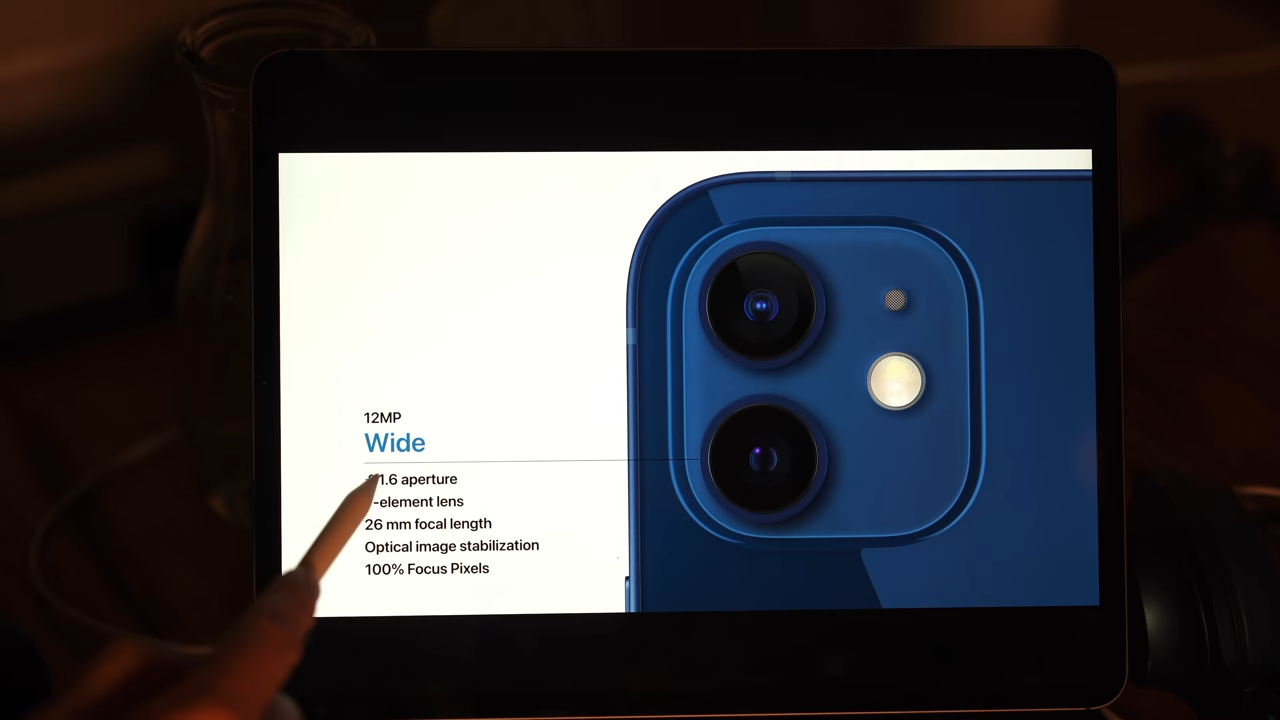 12MP
Wide
1.6 aperture
-element lens
26 mm focal length
Optical image stabilization
100% Focus Pixels